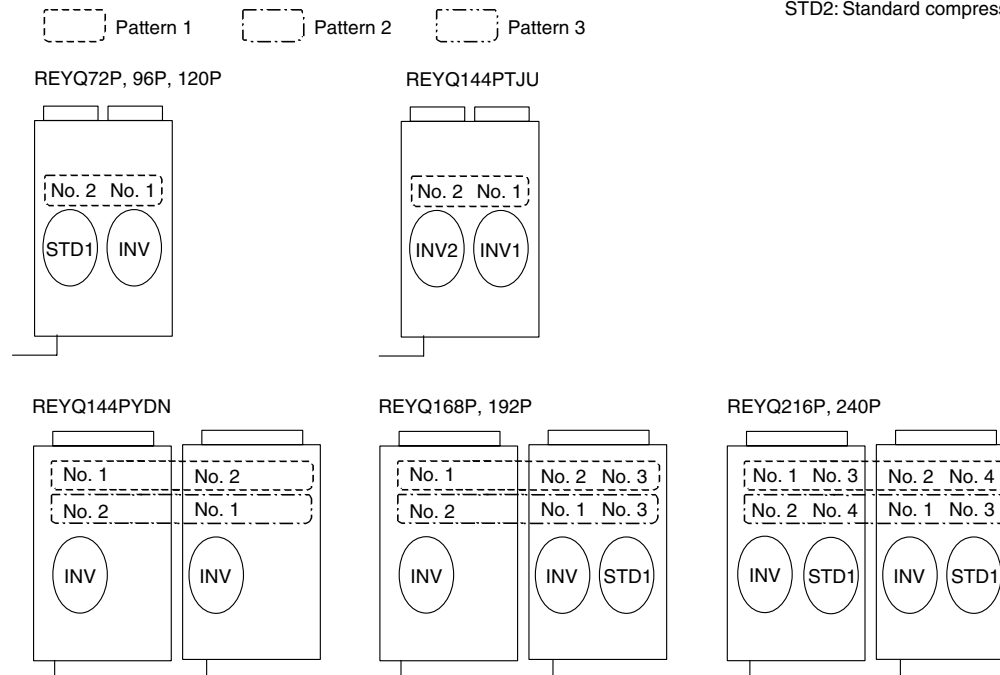 STD2: Standard compress
Pattern 1 Pattern 2 Pattern 3
REYQ72P, 96P, 120P
REYQ144PTJU
No. 2 No. 1
No. 2 No. 1
STD1 INV
INV2 INV1
REYQ144PYDN
REYQ168P, 192P
REYQ216P, 240P
No. 1 No. 2
No. 1 No. 2 No. 3
No. 1 No. 3 No. 2 No. 4
No. 2 No. 1
No. 2 No. 1 No. 3
No. 2 No. 4 No. 1 No. 3
INV INV
INV INV STD1
INV STD1 INV STD1